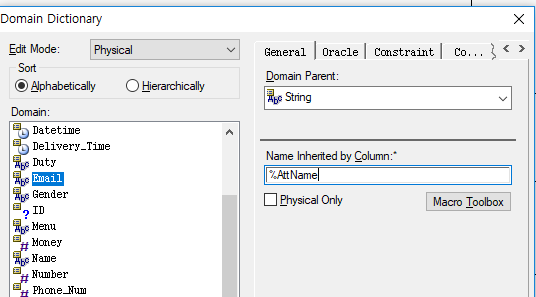 Domain Dictionary
Edit Mode:
Physical
Sort
Alphabetically
Hierarchically
Domain:
Datetime
Delivery_Time
Duty
Email
Gender
ID
Menu
Money
Name
Number
Phone_Num
General
Oracle
Constraint
Co...
Domain Parent:
String
Name Inherited by Column:*
%AttName
Physical Only
Macro Toolbox